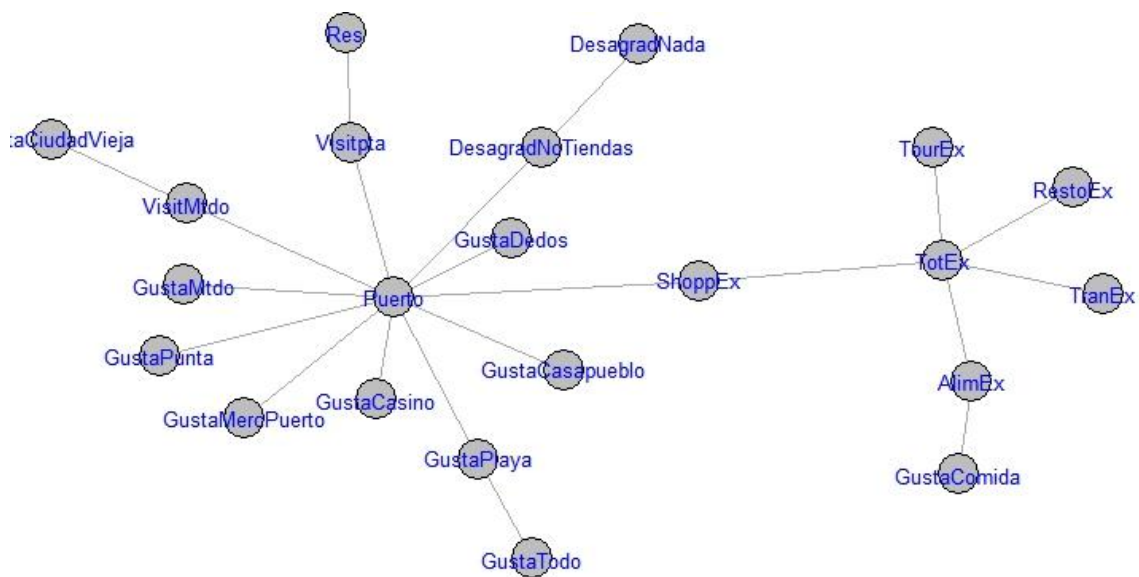 Res
DesagradNada
taCiudadVieja
Visitpta
DesagradNoTiendas
TourEx
RestoEx
VisitMtdo
GustaDedos
TotEx
GustaMtdo
Puerto
ShoppEx
TranEx
GustaPunta
GustaCasapueblo
AlimEx
GustaMercPuerto
GustaCasino
GustaPlaya
GustaComida
GustaTodo